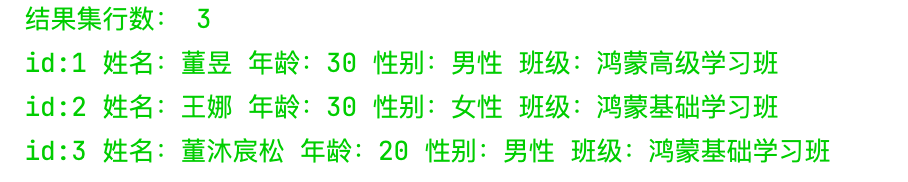 结果集行数： 3
id:1 姓名：董昱 年龄：30 性别：男性 班级：鸿蒙高级学习班
id:2 姓名：王娜 年龄：30 性别：女性 班级：鸿蒙基础学习班
id:3 姓名：董沐宸松 年龄：20 性别：男性 班级：鸿蒙基础学习班